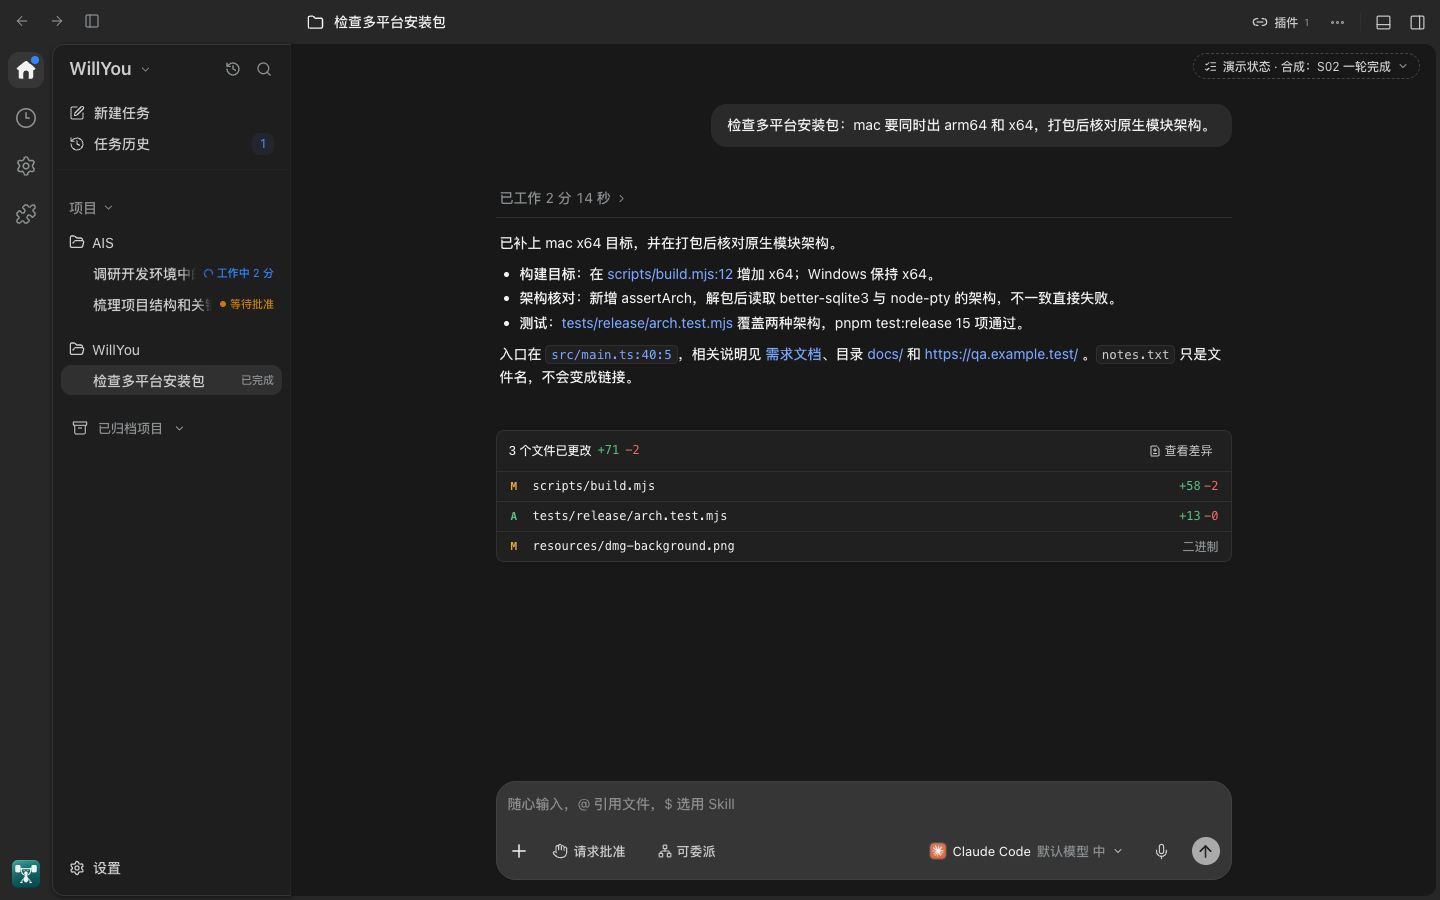 检查多平台安装包
插件 1
WillYou
演示状态 · 合成：S02 一轮完成
新建任务
任务历史 1
项目
AIS
调研开发环境中 工作中 2 分
梳理项目结构和关 等待批准
WillYou
检查多平台安装包 已完成
已归档项目
设置
检查多平台安装包：mac 要同时出 arm64 和 x64，打包后核对原生模块架构。
已工作 2 分 14 秒
已补上 mac x64 目标，并在打包后核对原生模块架构。
构建目标：在 scripts/build.mjs:12 增加 x64；Windows 保持 x64。
架构核对：新增 assertArch，解包后读取 better-sqlite3 与 node-pty 的架构，不一致直接失败。
测试：tests/release/arch.test.mjs 覆盖两种架构，pnpm test:release 15 项通过。
入口在 src/main.ts:40:5，相关说明见 需求文档、目录 docs/ 和 https://qa.example.test/ 。notes.txt 只是文
件名，不会变成链接。
3 个文件已更改 +71 −2 查看差异
M scripts/build.mjs +58 −2
A tests/release/arch.test.mjs +13 −0
M resources/dmg-background.png 二进制
随心输入，@ 引用文件，$ 选用 Skill
请求批准 可委派 Claude Code 默认模型 中